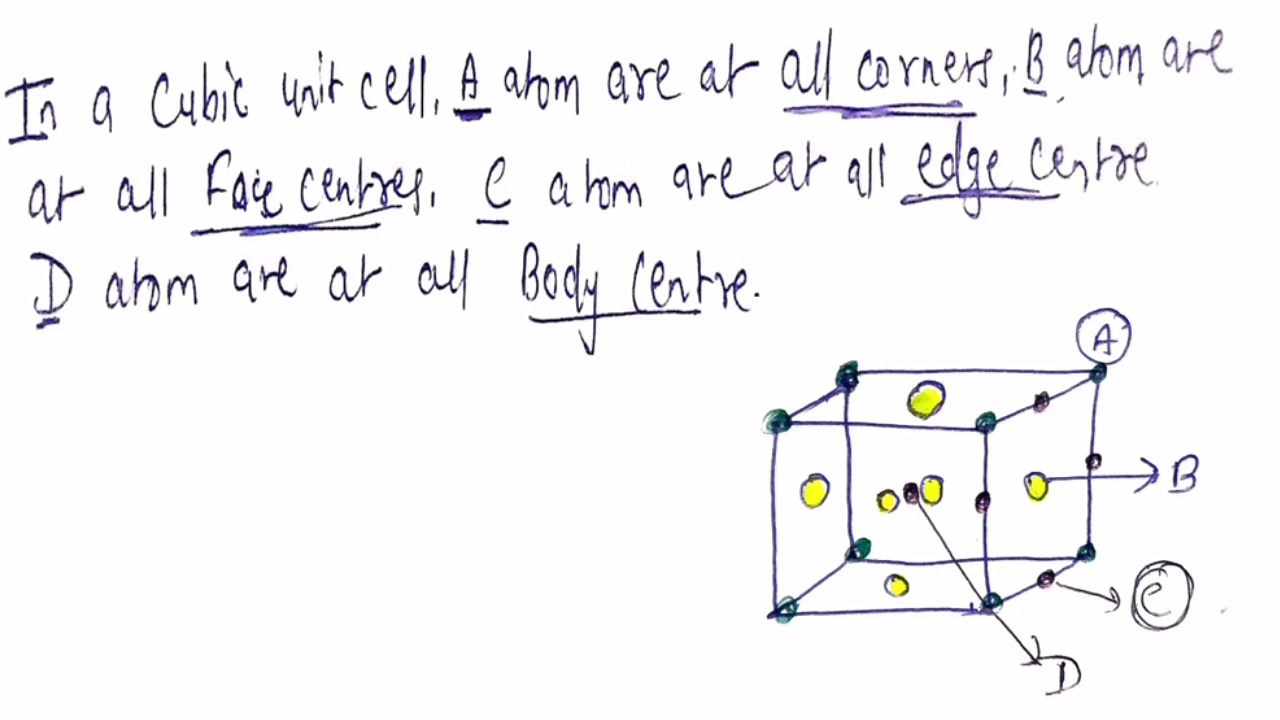 In a Cubic unit cell, A atom are at all corners, B atom are
at all Face centres, C atom are at all edge centre.
D atom are at all Body Centre.
A
B
C
D